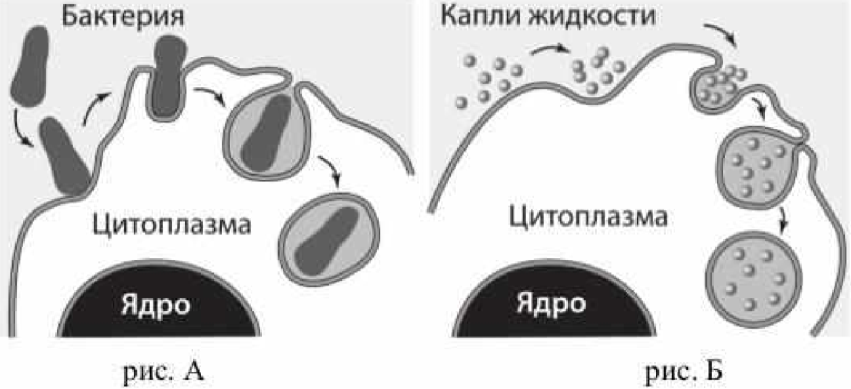 Бактерия
Цитоплазма
Ядро
рис. А
Капли жидкости
Цитоплазма
Ядро
рис. Б